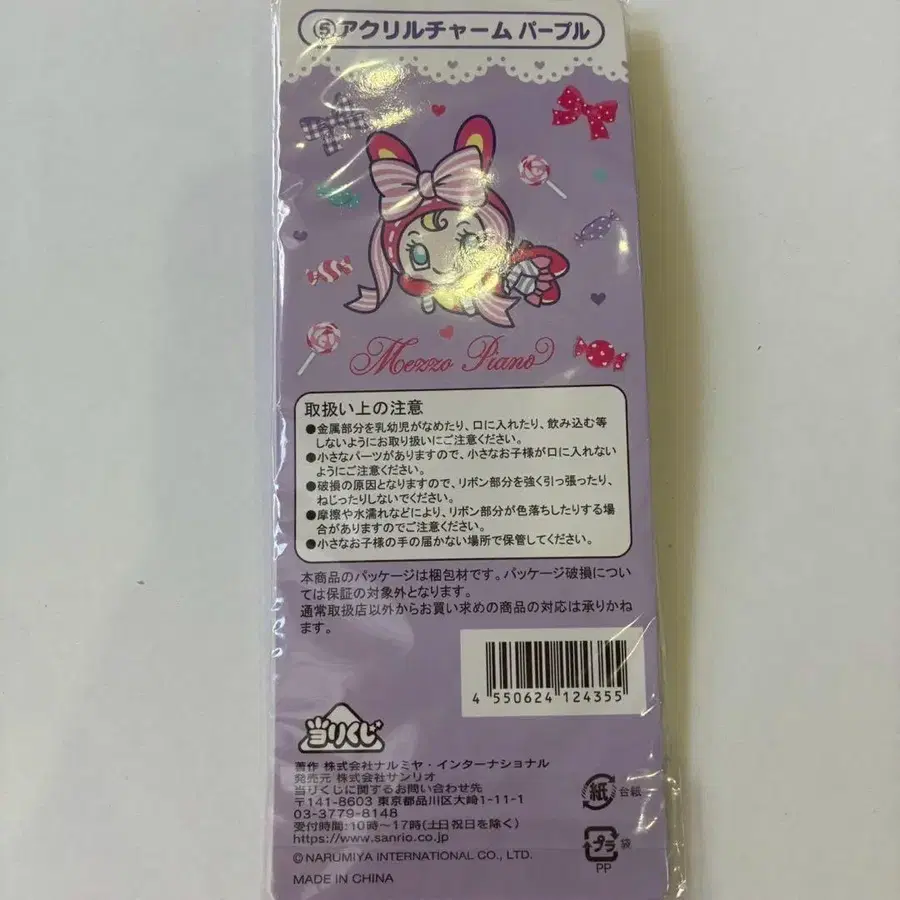 ⑤アクリルチャーム パープル
Mezzo Piano
取扱い上の注意
●金属部分を乳幼児がなめたり、口に入れたり、飲み込む等
しないようにお取り扱いにご注意ください。
●小さなパーツがありますので、小さなお子様が口に入れない
ようにご注意ください。
●破損の原因となりますので、リボン部分を強く引っ張ったり、
ねじったりしないでください。
●摩擦や水濡れなどにより、リボン部分が色落ちしたりする場
合がありますのでご注意ください。
●小さなお子様の手の届かない場所で保管してください。
本商品のパッケージは梱包材です。パッケージ破損につい
ては保証の対象外となります。
通常取扱店以外からお買い求めの商品の対応は承りかね
ます。
4 550624 124355
当りくじ
著作 株式会社ナルミヤ・インターナショナル
発売元 株式会社サンリオ
当りくじに関するお問い合わせ先
〒141-8603 東京都品川区大崎1-11-1
03-3779-8148
受付時間:10時〜17時(土日祝日を除く)
https://www.sanrio.co.jp
© NARUMIYA INTERNATIONAL CO., LTD.
MADE IN CHINA
紙 台紙
プラ 袋
PP